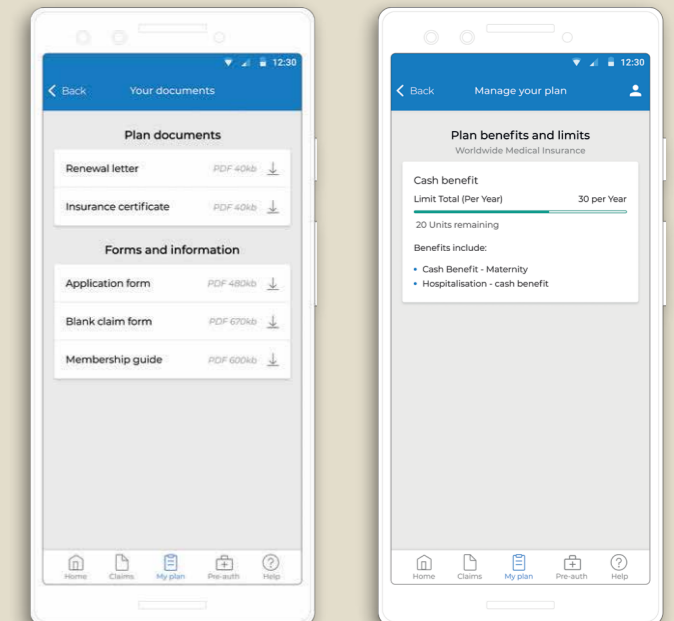 12:30
Back Your documents
Plan documents
Renewal letter PDF 40kb
Insurance certificate PDF 40kb
Forms and information
Application form PDF 480kb
Blank claim form PDF 670kb
Membership guide PDF 600kb
Home Claims My plan Pre-auth Help
12:30
Back Manage your plan
Plan benefits and limits
Worldwide Medical Insurance
Cash benefit
Limit Total (Per Year) 30 per Year
20 Units remaining
Benefits include:
• Cash Benefit - Maternity
• Hospitalisation - cash benefit
Home Claims My plan Pre-auth Help